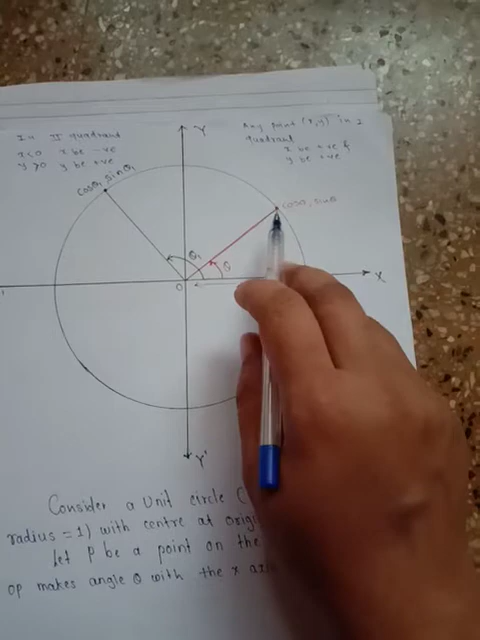 In II quadrant
x<0 x be -ve
y>0 y be +ve
Any point (x,y) in I
quadrant
x be +ve &
y be +ve
Y
cosθ₁, sinθ₁
cosθ, sinθ
θ₁
θ
O
X
Y'
Consider a Unit circle (
radius = 1) with centre at origi
Let P be a point on the
OP makes angle θ with the x ax